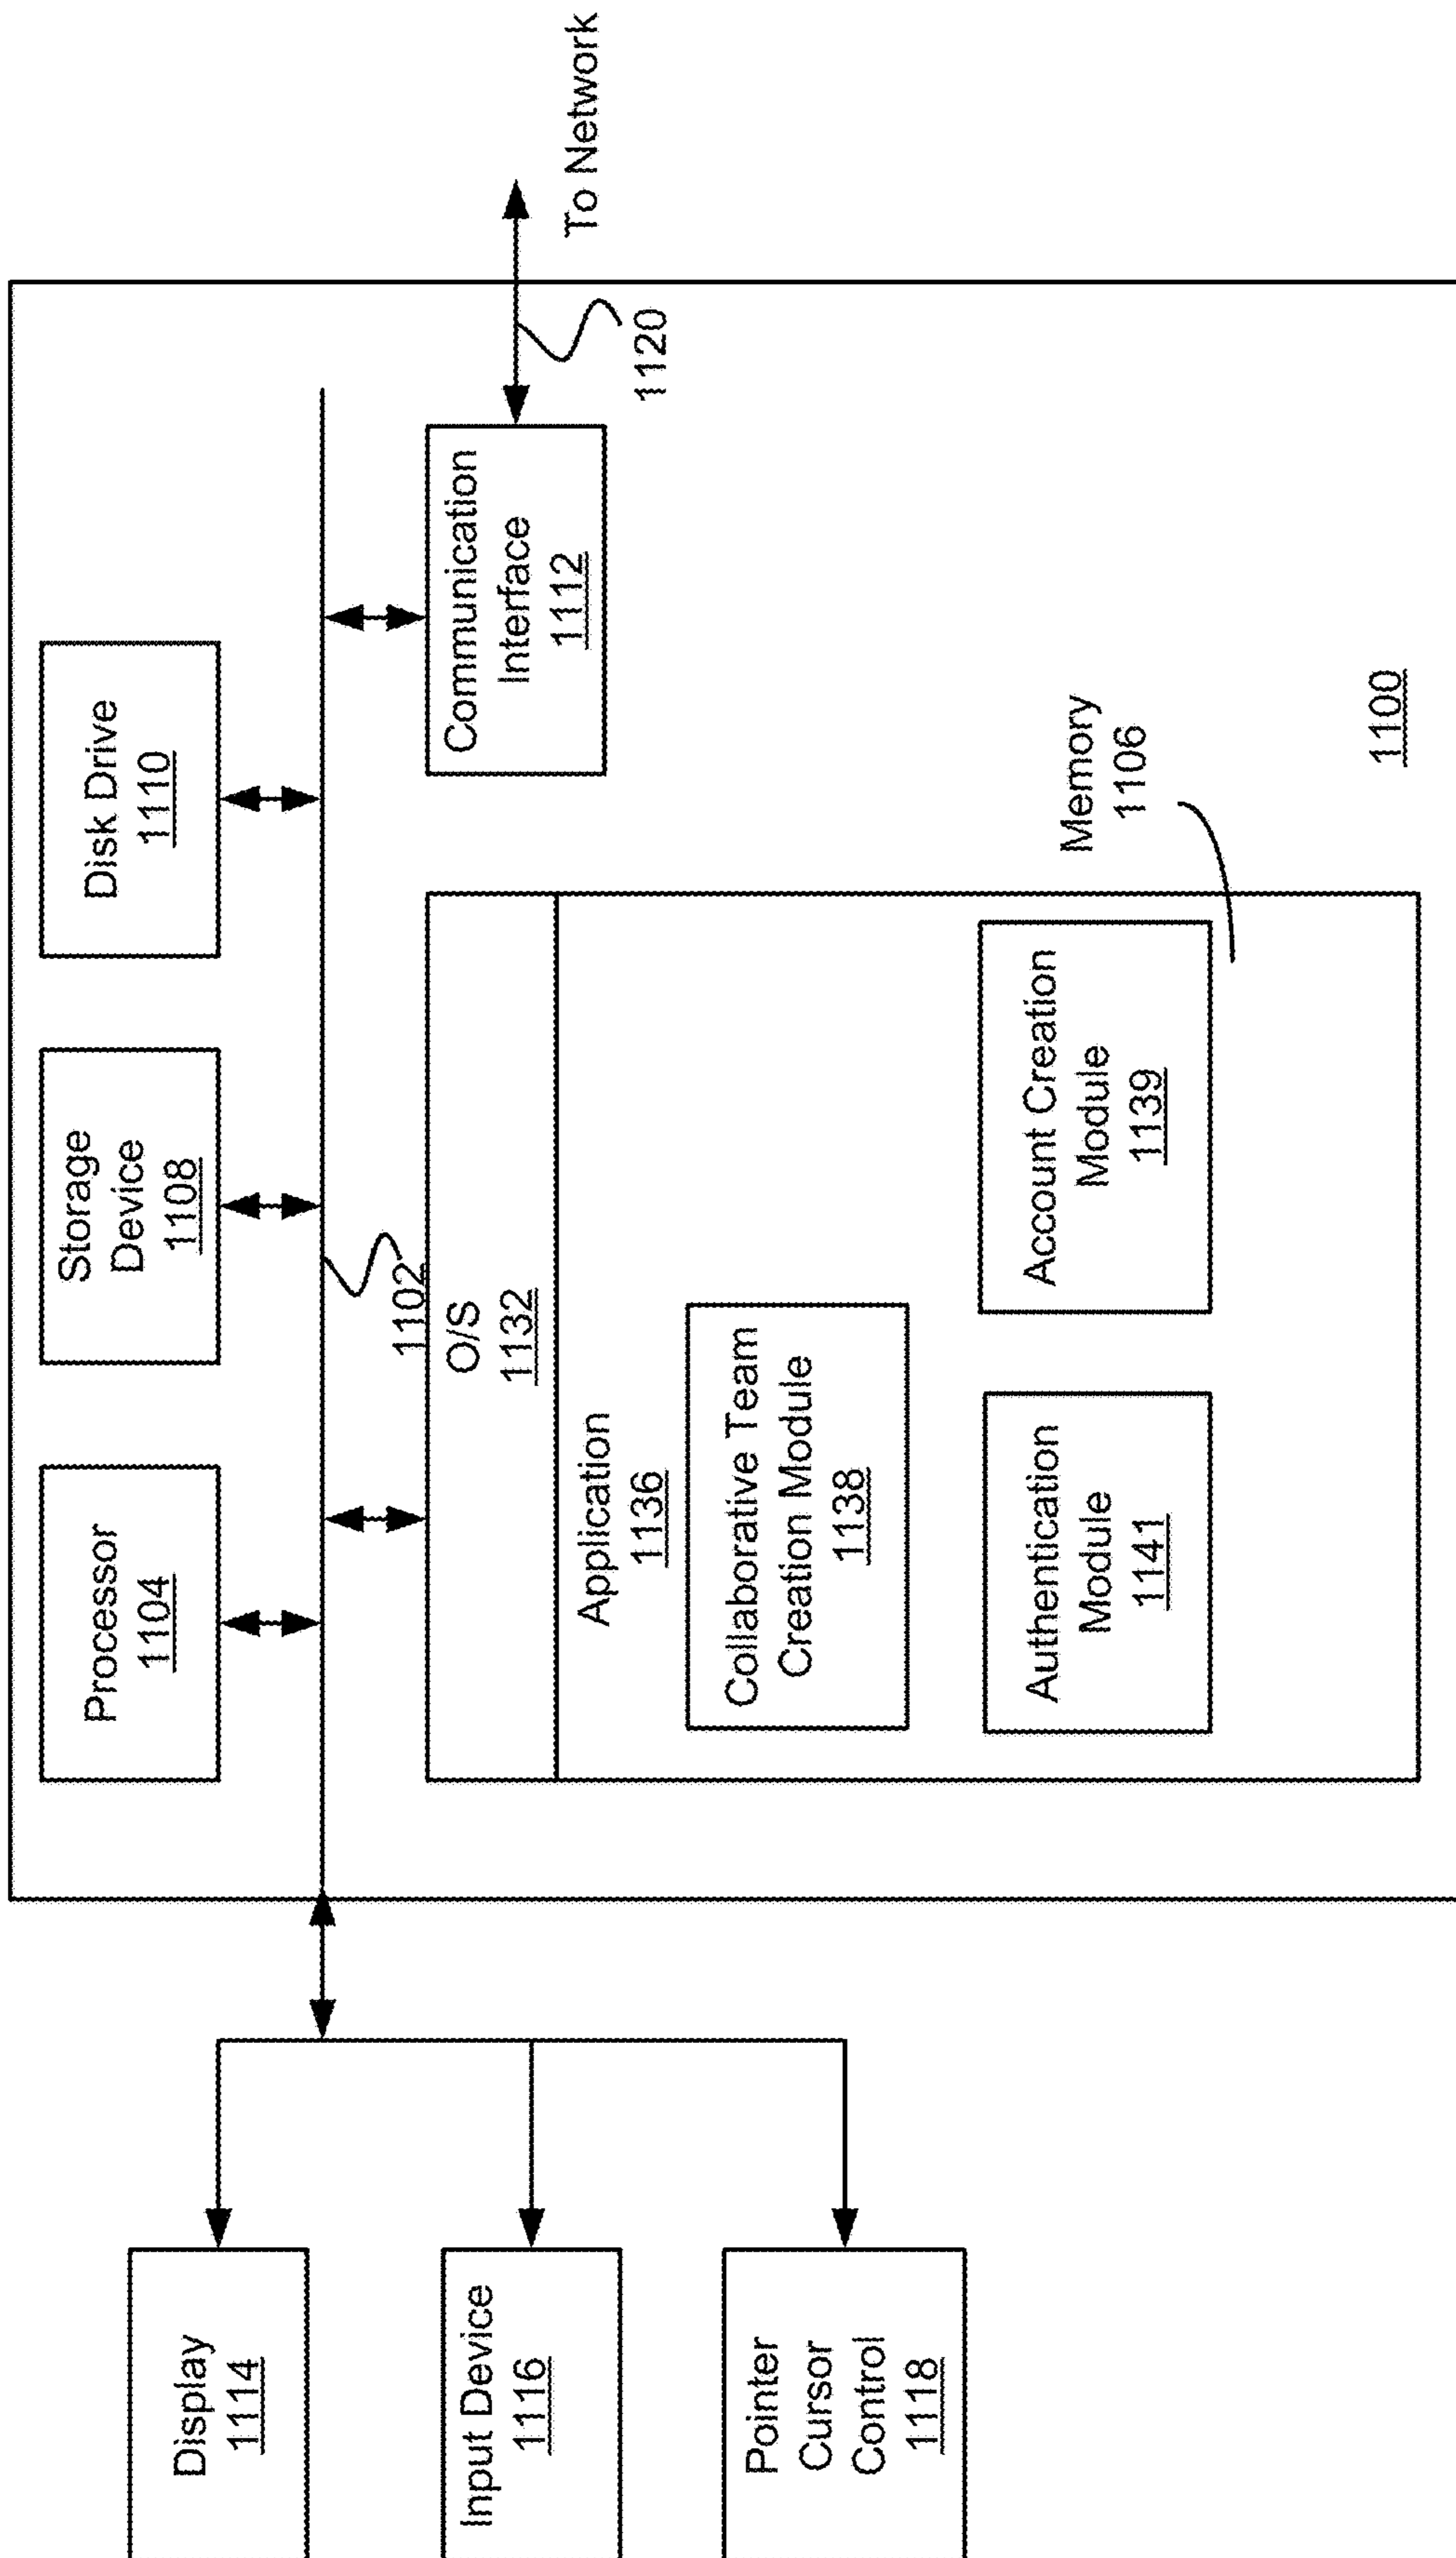 Display
1114
Input Device
1116
Pointer
Cursor
Control
1118
Processor
1104
Storage
Device
1108
Disk Drive
1110
1102
O/S
1132
Application
1136
Collaborative Team
Creation Module
1138
Authentication
Module
1141
Account Creation
Module
1139
Communication
Interface
1112
1120
To Network
Memory
1106
1100